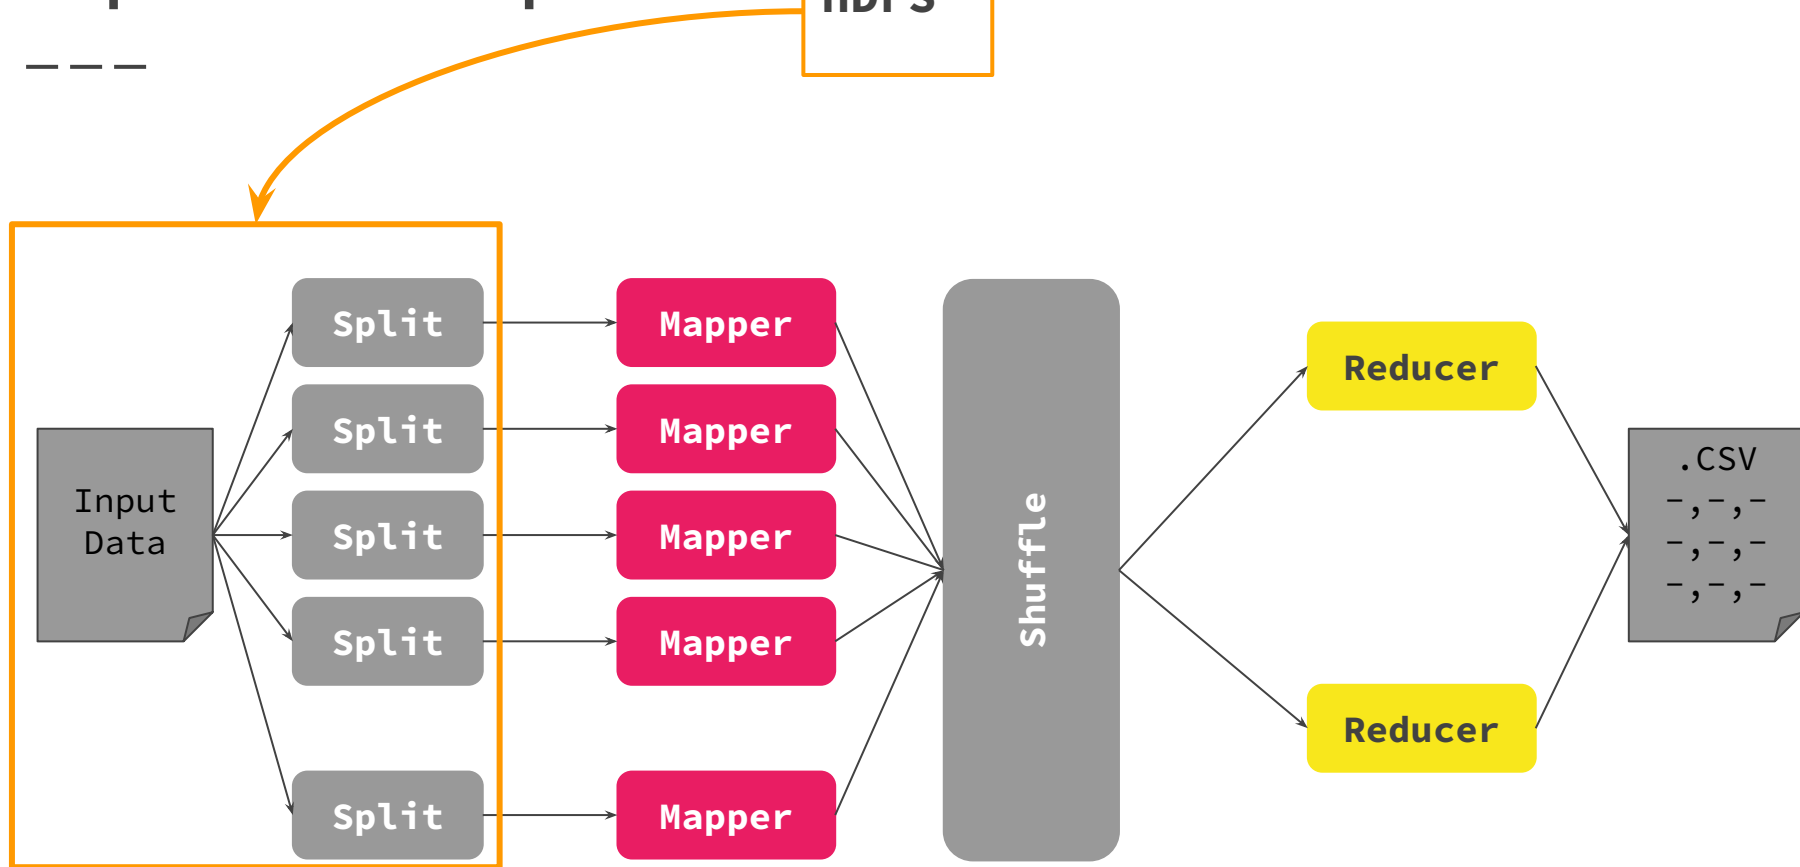 HDFS
Split
Mapper
Split
Mapper
Split
Mapper
Split
Mapper
Split
Mapper
Input
Data
Shuffle
Reducer
Reducer
.CSV
-,-,-
-,-,-
-,-,-